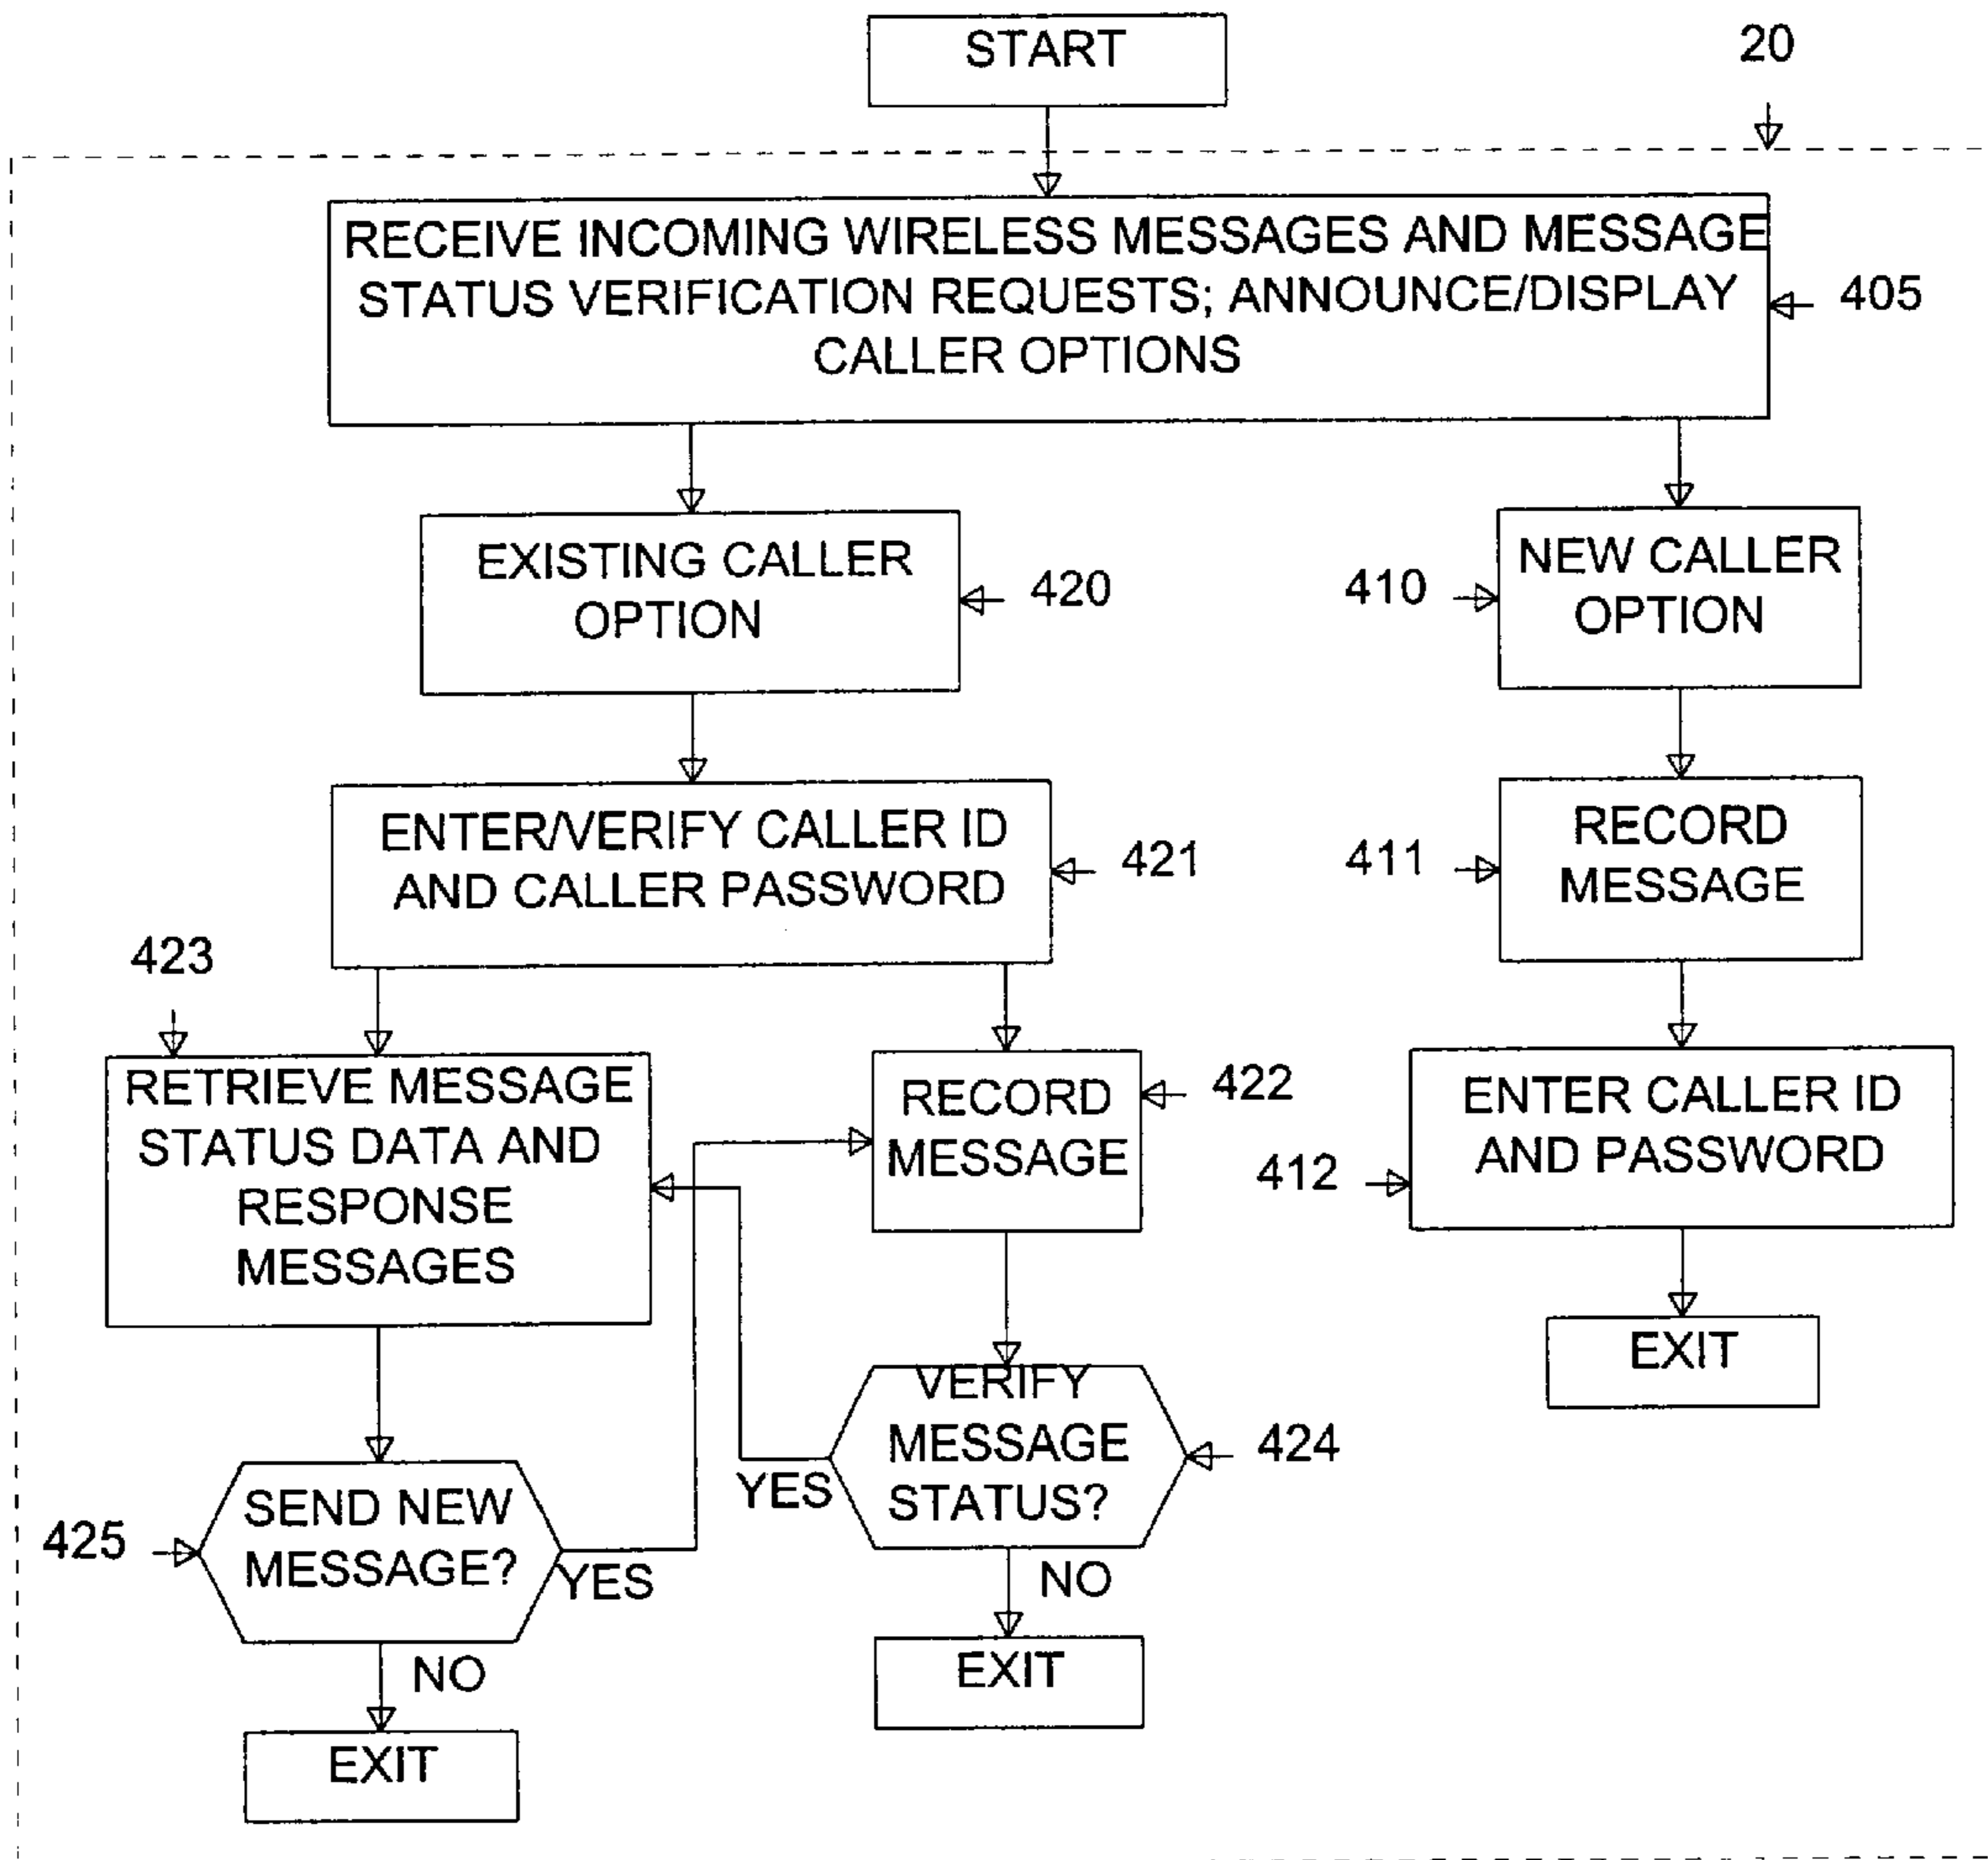 START
20
RECEIVE INCOMING WIRELESS MESSAGES AND MESSAGE
STATUS VERIFICATION REQUESTS; ANNOUNCE/DISPLAY
CALLER OPTIONS
405
EXISTING CALLER
OPTION
420
410
NEW CALLER
OPTION
ENTER/VERIFY CALLER ID
AND CALLER PASSWORD
421
411
RECORD
MESSAGE
423
RETRIEVE MESSAGE
STATUS DATA AND
RESPONSE
MESSAGES
RECORD
MESSAGE
422
412
ENTER CALLER ID
AND PASSWORD
EXIT
VERIFY
MESSAGE
STATUS?
424
YES
NO
EXIT
425
SEND NEW
MESSAGE?
YES
NO
EXIT